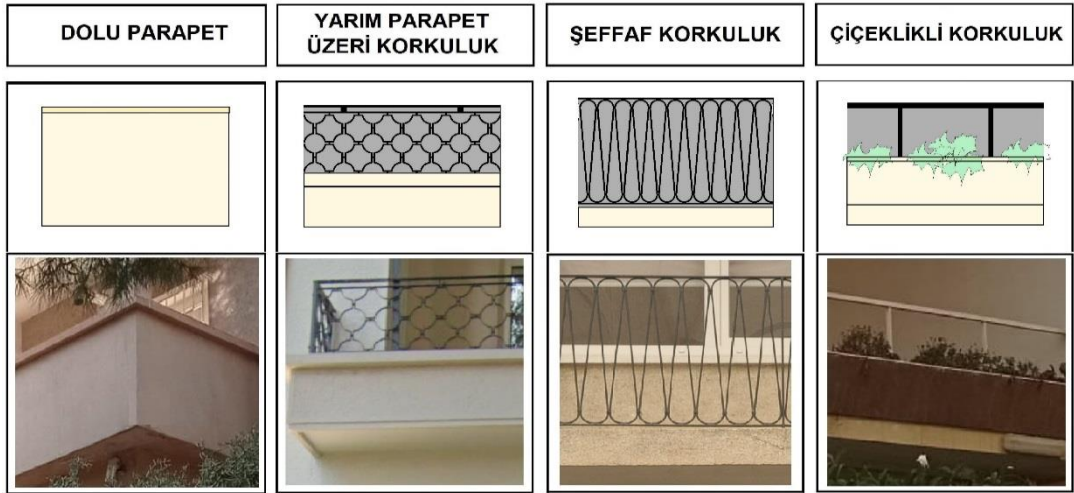 DOLU PARAPET
YARIM PARAPET
ÜZERİ KORKULUK
ŞEFFAF KORKULUK
ÇİÇEKLİKLİ KORKULUK